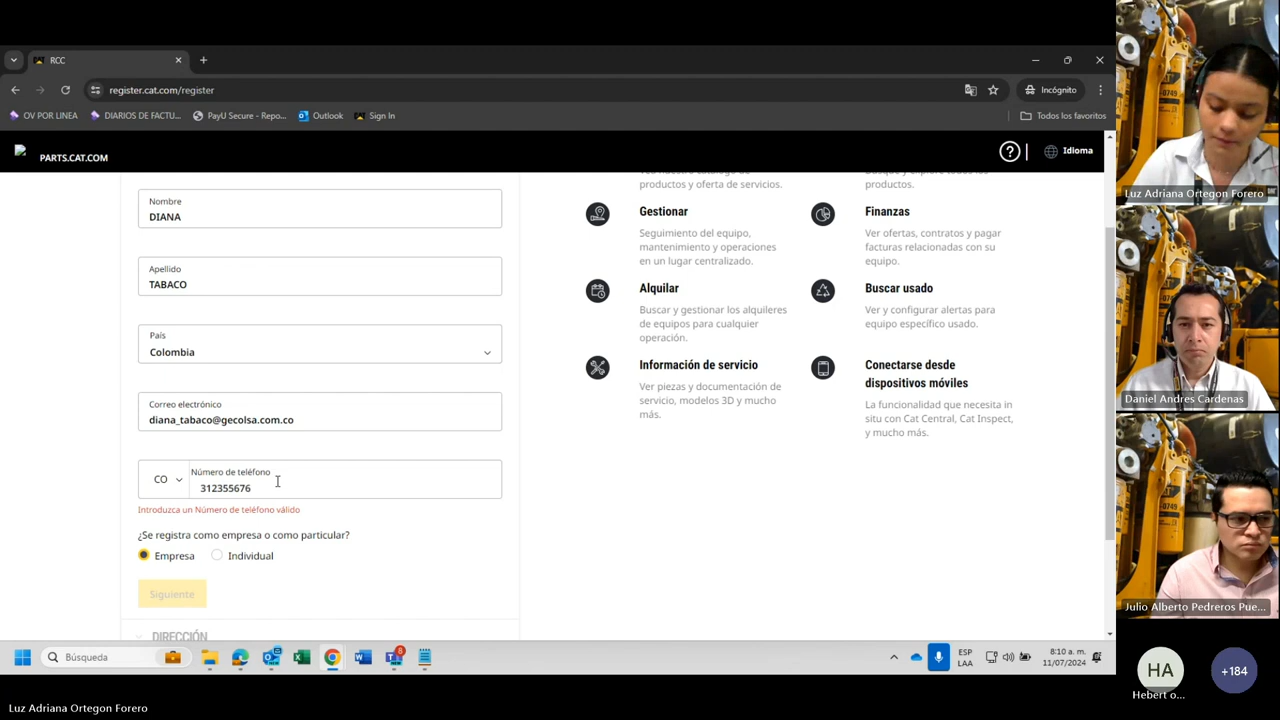 RCC
register.cat.com/register
Incógnito
OV POR LINEA
DIARIOS DE FACTU...
PayU Secure - Repo...
Outlook
Sign In
Todos los favoritos
PARTS.CAT.COM
Idioma
Nombre
DIANA
Apellido
TABACO
País
Colombia
Correo electrónico
diana_tabaco@gecolsa.com.co
CO
Número de teléfono
312355676
Introduzca un Número de teléfono válido
¿Se registra como empresa o como particular?
Empresa
Individual
Siguiente
DIRECCIÓN
productos y oferta de servicios.
productos.
Gestionar
Seguimiento del equipo,
mantenimiento y operaciones
en un lugar centralizado.
Finanzas
Ver ofertas, contratos y pagar
facturas relacionadas con su
equipo.
Alquilar
Buscar y gestionar los alquileres
de equipos para cualquier
operación.
Buscar usado
Ver y configurar alertas para
equipo específico usado.
Información de servicio
Ver piezas y documentación de
servicio, modelos 3D y mucho
más.
Conectarse desde
dispositivos móviles
La funcionalidad que necesita in
situ con Cat Central, Cat Inspect,
y mucho más.
Búsqueda
8
ESP
LAA
8:10 a. m.
11/07/2024
Luz Adriana Ortegon Forero
Luz Adriana Ortegon Forero
Daniel Andres Cardenas
Julio Alberto Pedreros Pue...
HA
Hebert o...
+184